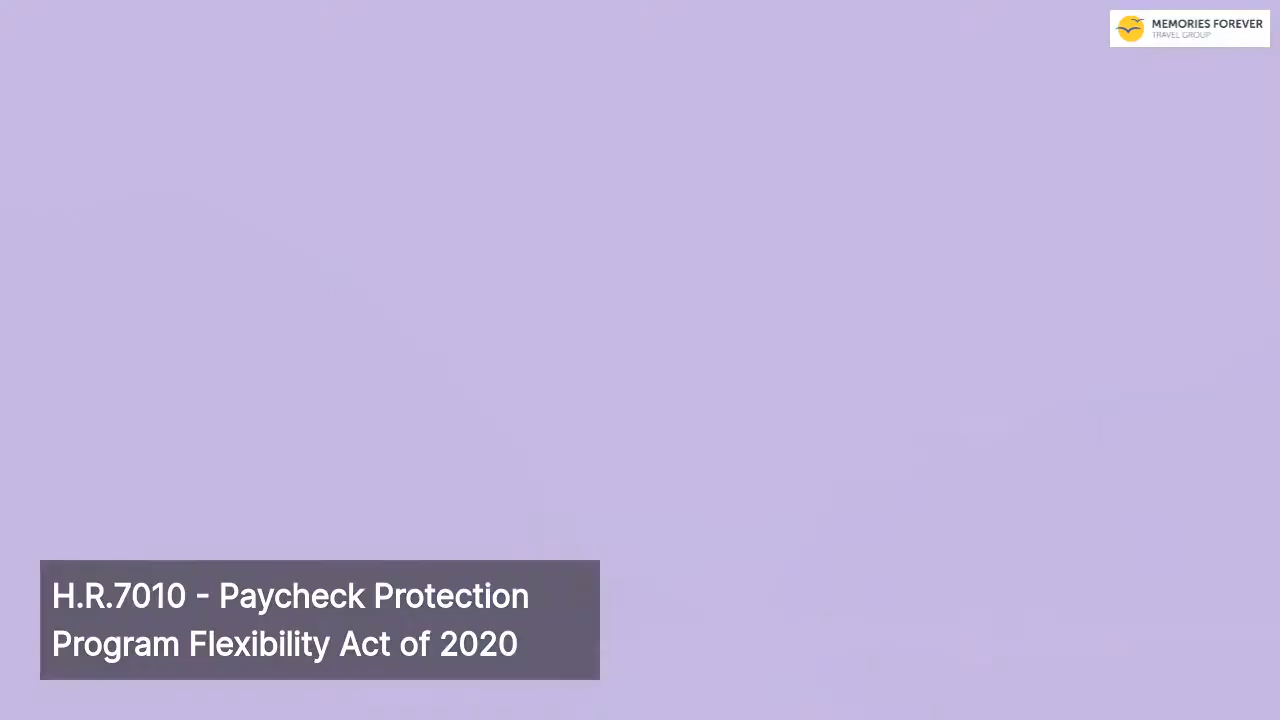 MEMORIES FOREVER
TRAVEL GROUP
H.R.7010 - Paycheck Protection
Program Flexibility Act of 2020